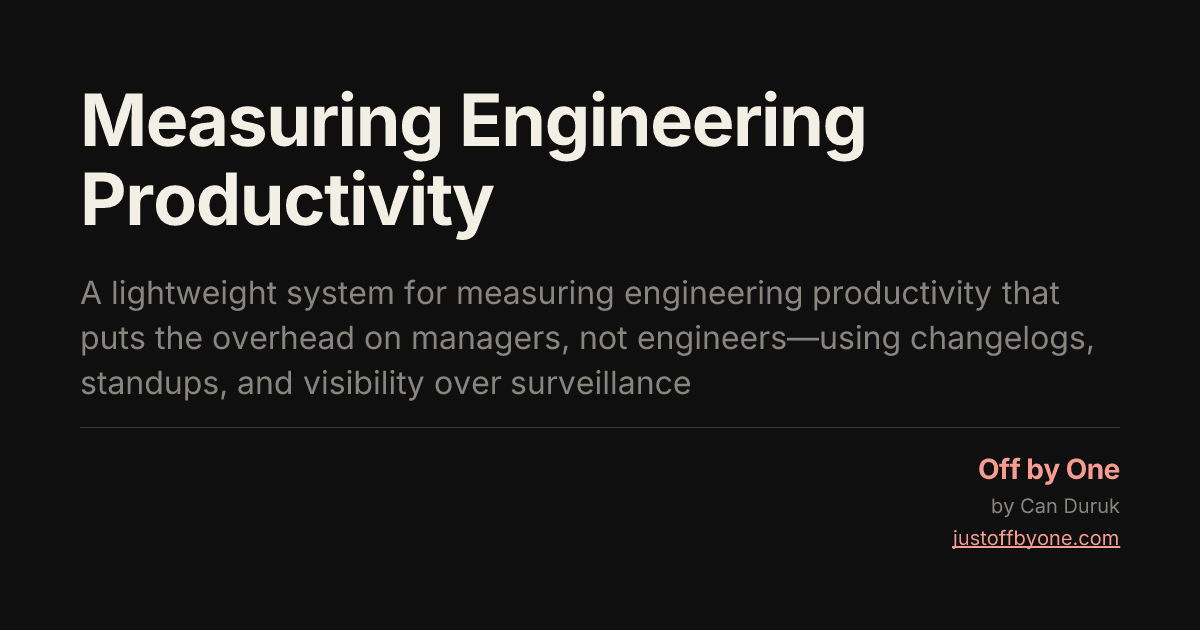 Measuring Engineering
Productivity
A lightweight system for measuring engineering productivity that
puts the overhead on managers, not engineers—using changelogs,
standups, and visibility over surveillance
Off by One
by Can Duruk
justoffbyone.com